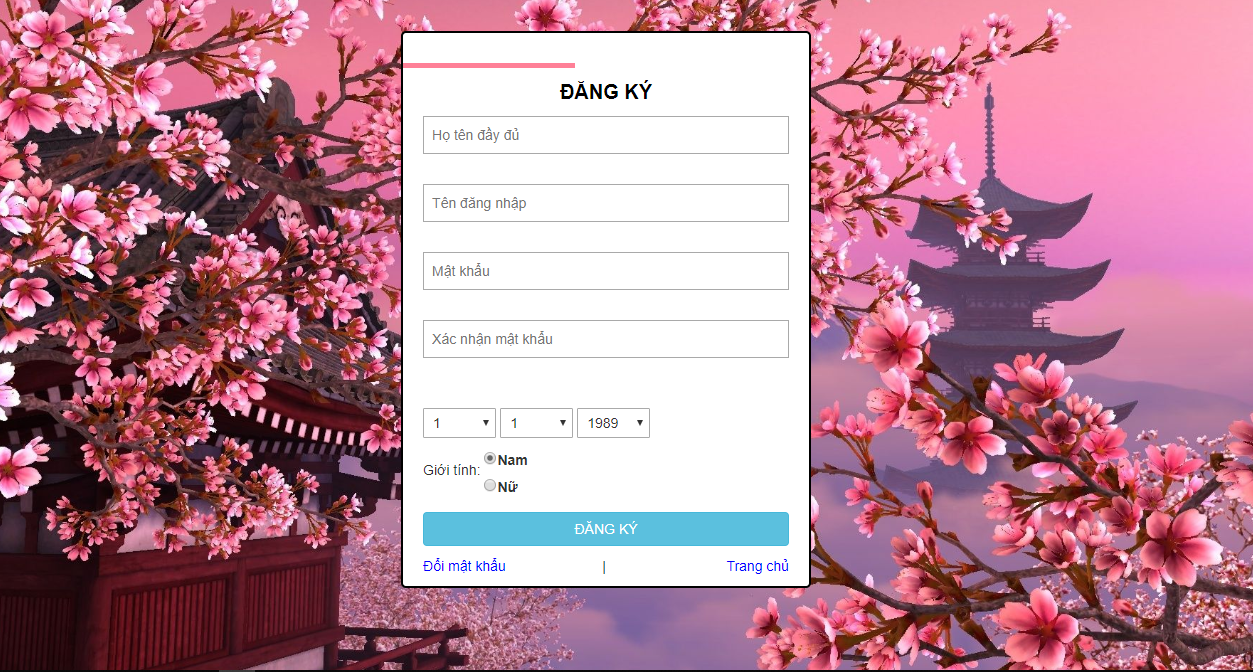 ĐĂNG KÝ
Họ tên đầy đủ
Tên đăng nhập
Mật khẩu
Xác nhận mật khẩu
1 1 1989
Giới tính: Nam
Nữ
ĐĂNG KÝ
Đổi mật khẩu | Trang chủ